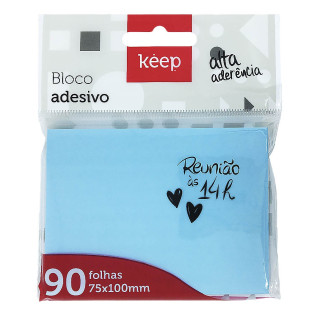 kéep
Bloco
adesivo
alta
aderência
Reunião
às 14h
90 folhas
75x100mm